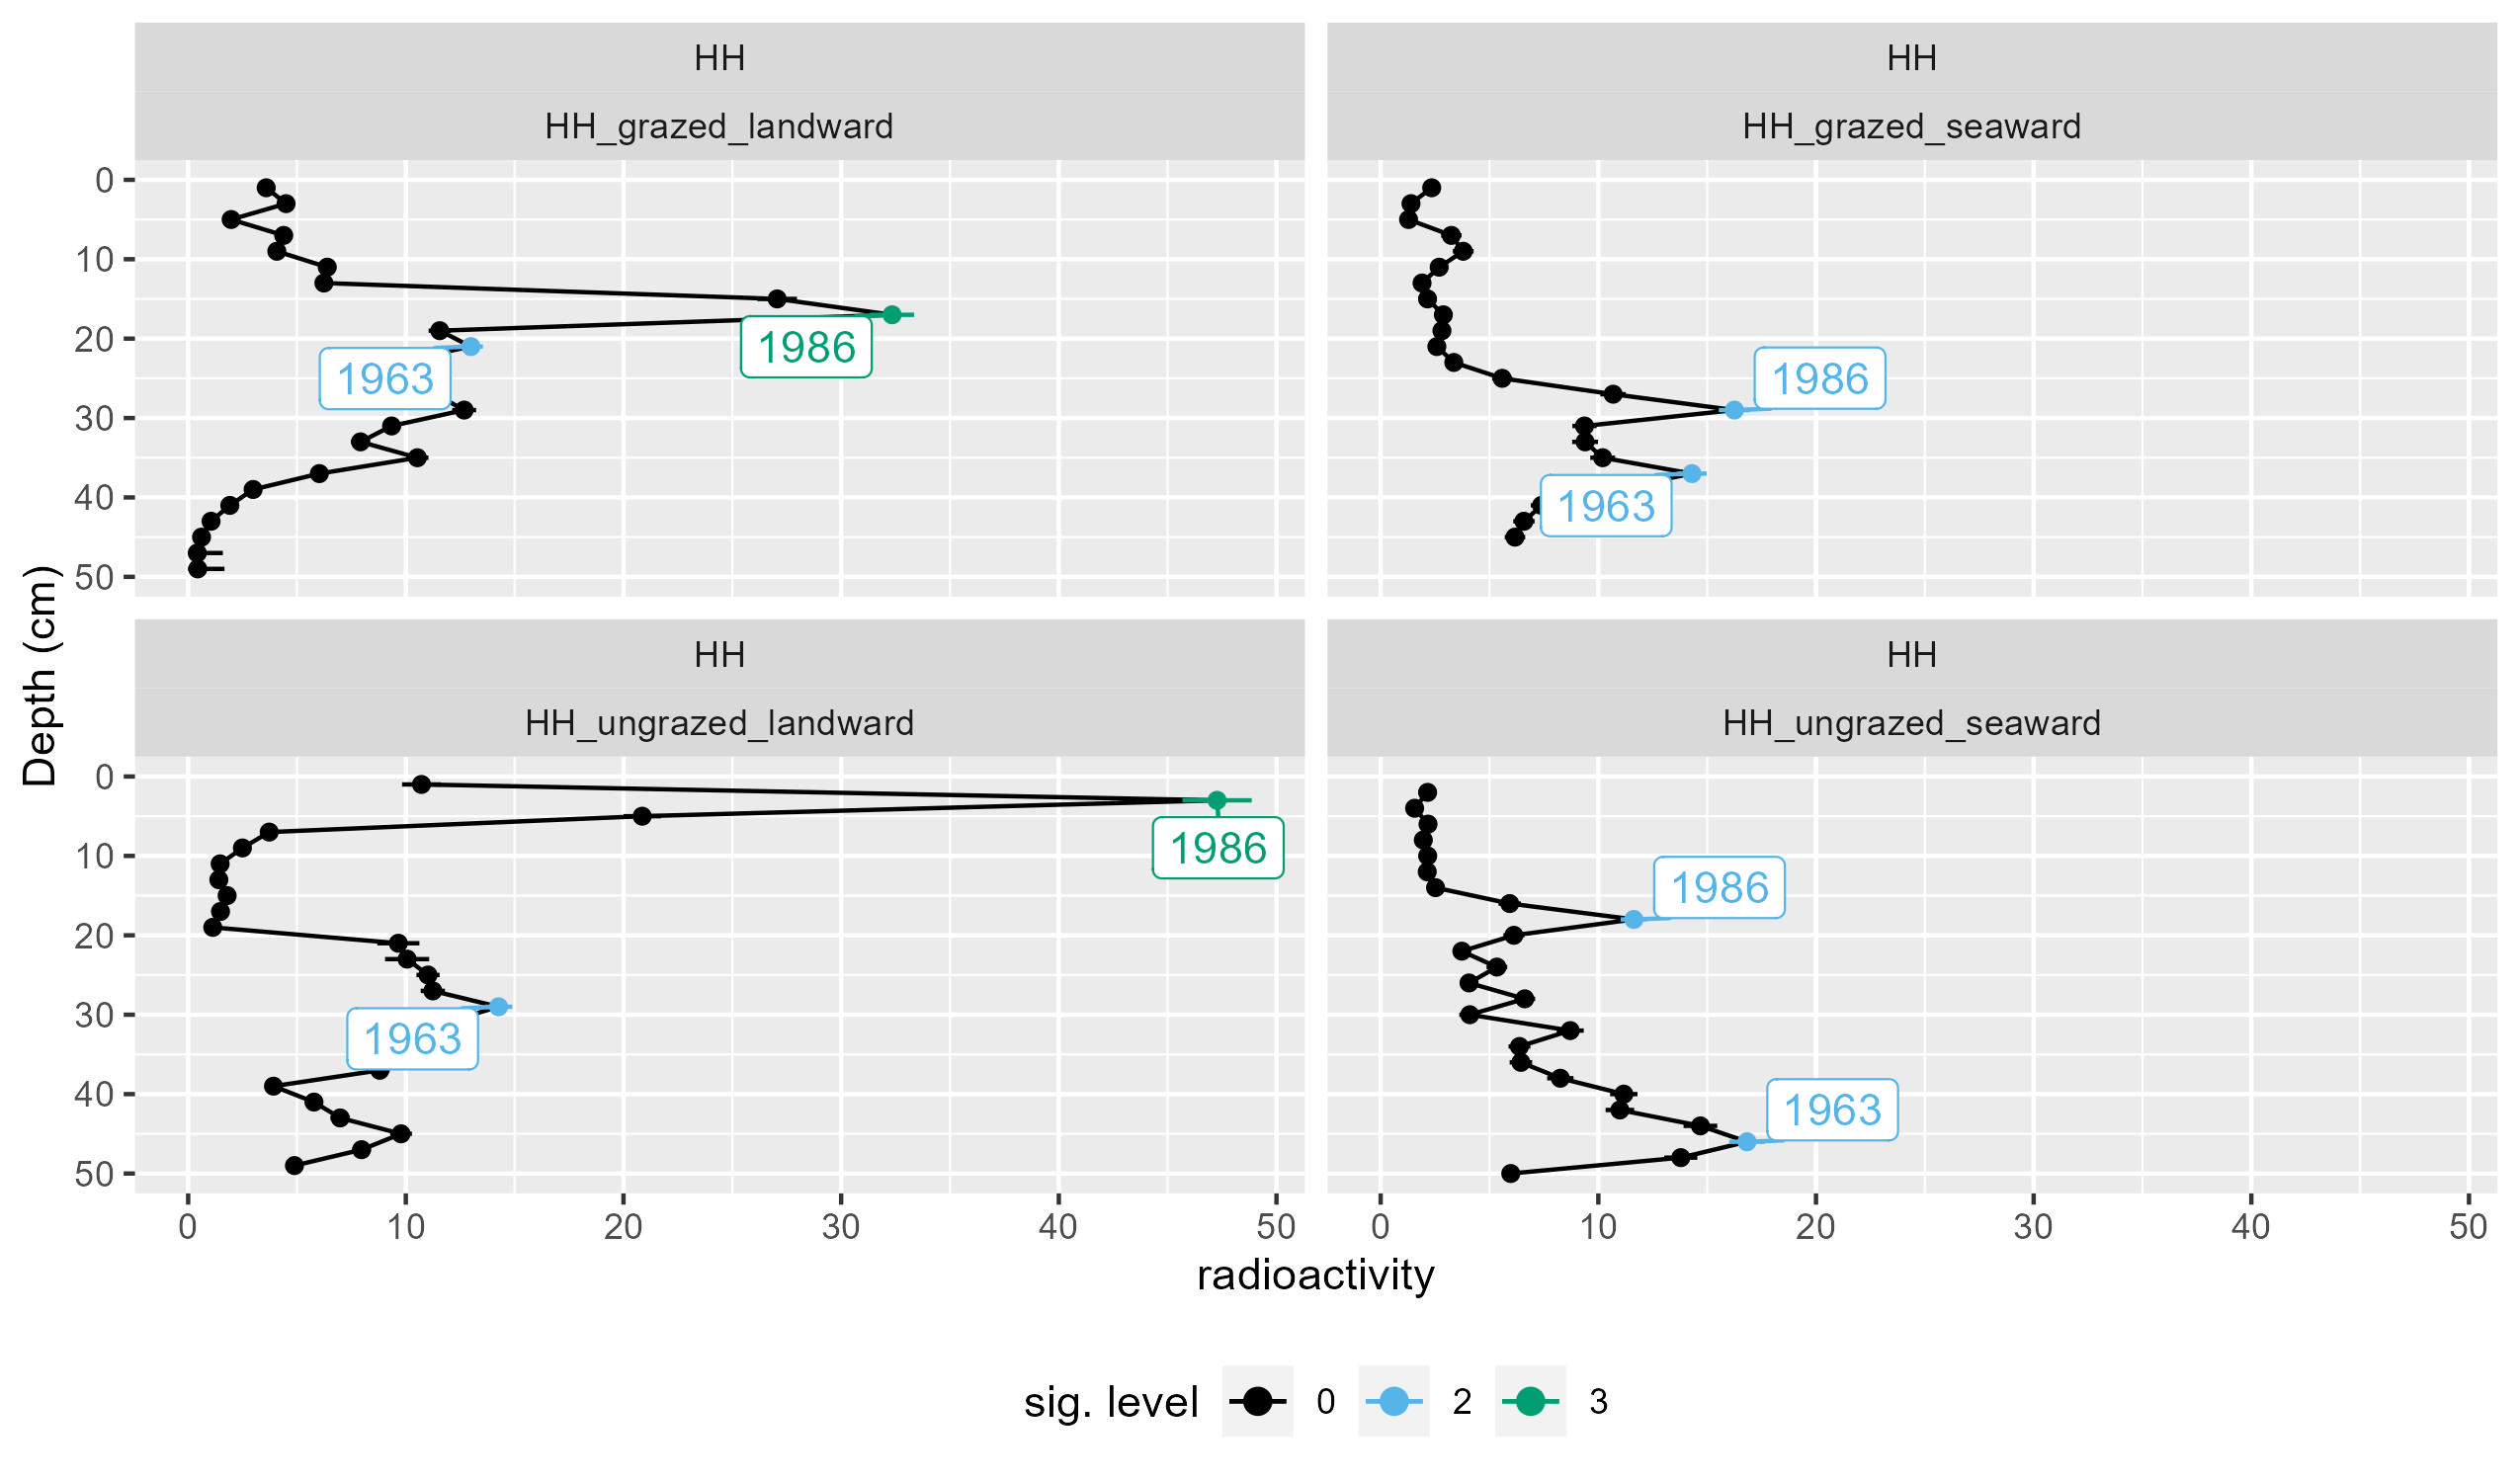 HH
HH_grazed_landward
HH
HH_grazed_seaward
0
10
20
30
40
50
1986
1963
1986
1963
Depth (cm)
HH
HH_ungrazed_landward
HH
HH_ungrazed_seaward
0
10
20
30
40
50
1986
1963
1986
1963
0 10 20 30 40 50 0 10 20 30 40 50
radioactivity
sig. level 0 2 3